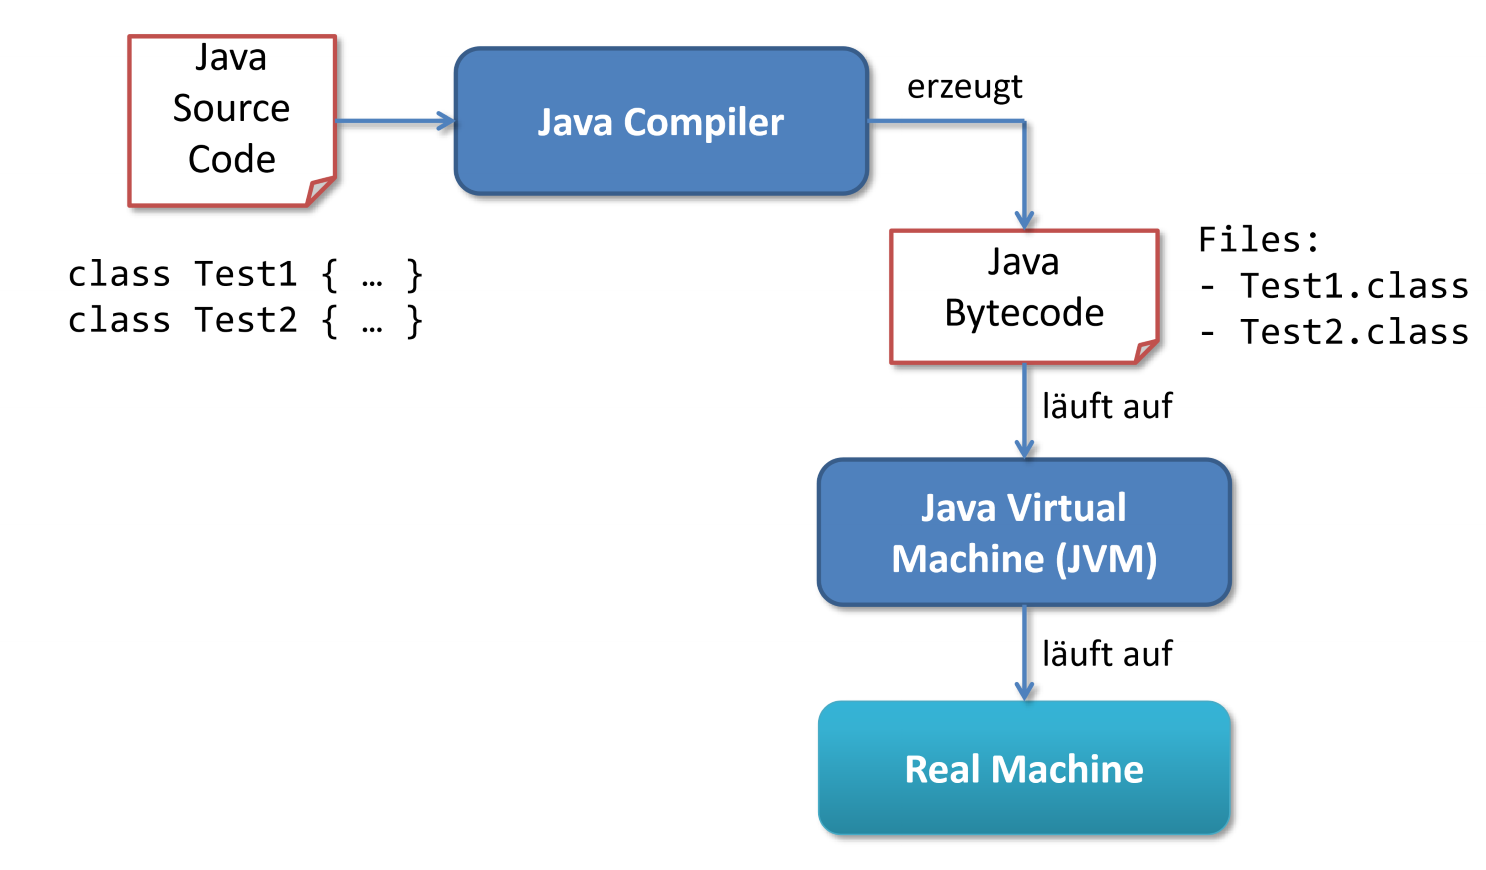 Java
Source
Code
Java Compiler
erzeugt
class Test1 { … }
class Test2 { … }
Java
Bytecode
Files:
- Test1.class
- Test2.class
läuft auf
Java Virtual
Machine (JVM)
läuft auf
Real Machine